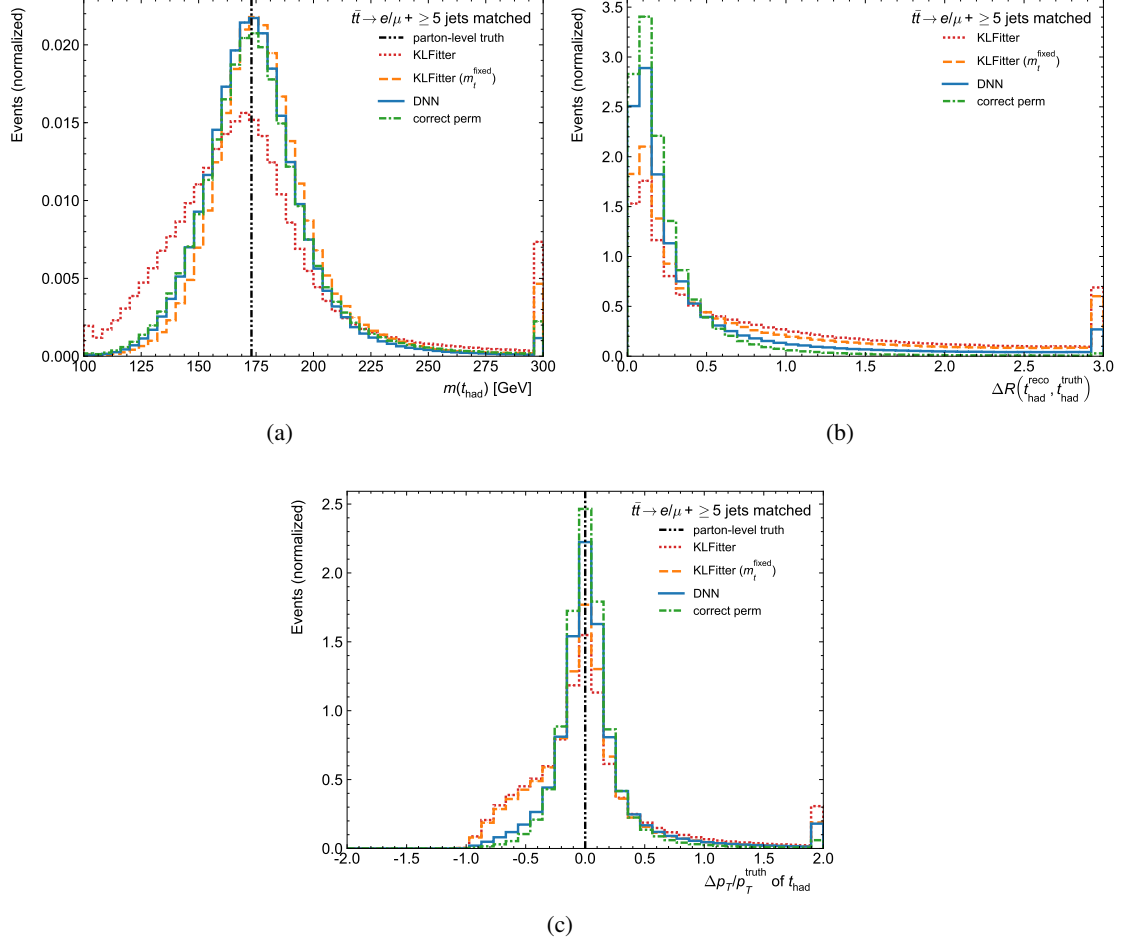 Events (normalized)
0.020
0.015
0.010
0.005
0.000
100 125 150 175 200 225 250 275 300
m(t_had) [GeV]
tt̄ → e/μ + ≥ 5 jets matched
parton-level truth
KLFitter
KLFitter (m_t^fixed)
DNN
correct perm
(a)
Events (normalized)
3.5
3.0
2.5
2.0
1.5
1.0
0.5
0.0
0.0 0.5 1.0 1.5 2.0 2.5 3.0
ΔR(t_had^reco, t_had^truth)
tt̄ → e/μ + ≥ 5 jets matched
KLFitter
KLFitter (m_t^fixed)
DNN
correct perm
(b)
Events (normalized)
2.5
2.0
1.5
1.0
0.5
0.0
-2.0 -1.5 -1.0 -0.5 0.0 0.5 1.0 1.5 2.0
Δp_T/p_T^truth of t_had
tt̄ → e/μ + ≥ 5 jets matched
parton-level truth
KLFitter
KLFitter (m_t^fixed)
DNN
correct perm
(c)